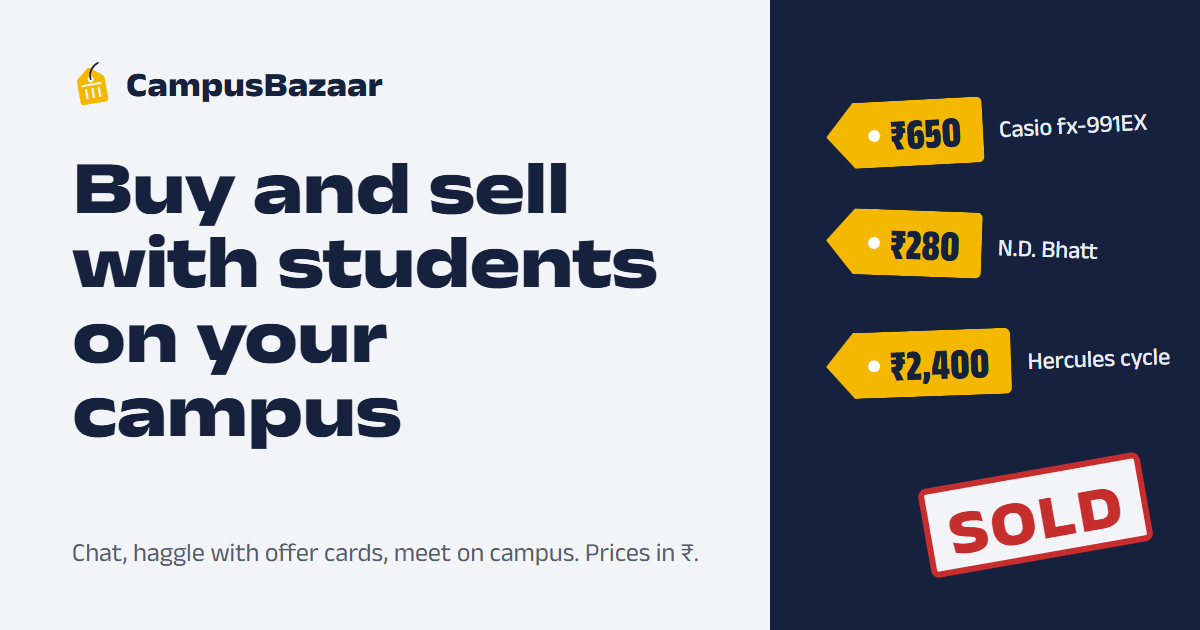 CampusBazaar
Buy and sell
with students
on your
campus
Chat, haggle with offer cards, meet on campus. Prices in ₹.
₹650 Casio fx-991EX
₹280 N.D. Bhatt
₹2,400 Hercules cycle
SOLD